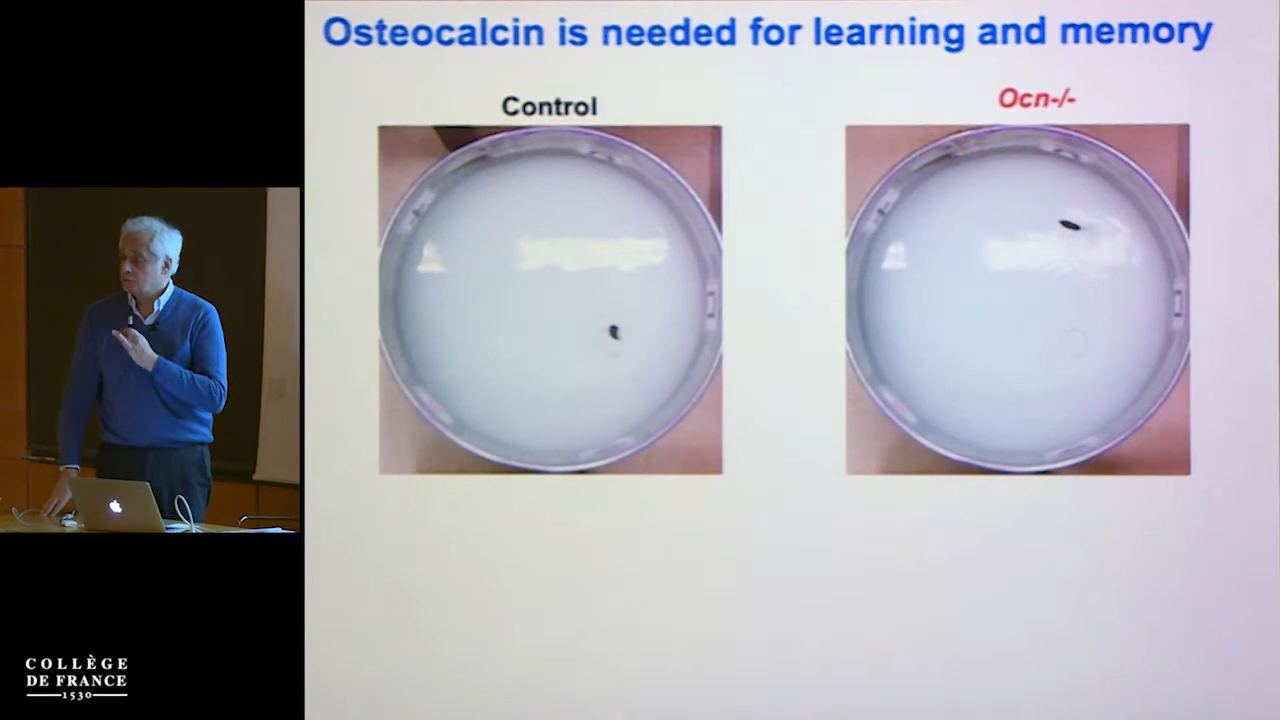 Osteocalcin is needed for learning and memory
Control
Ocn-/-
COLLÈGE
DE FRANCE
1530